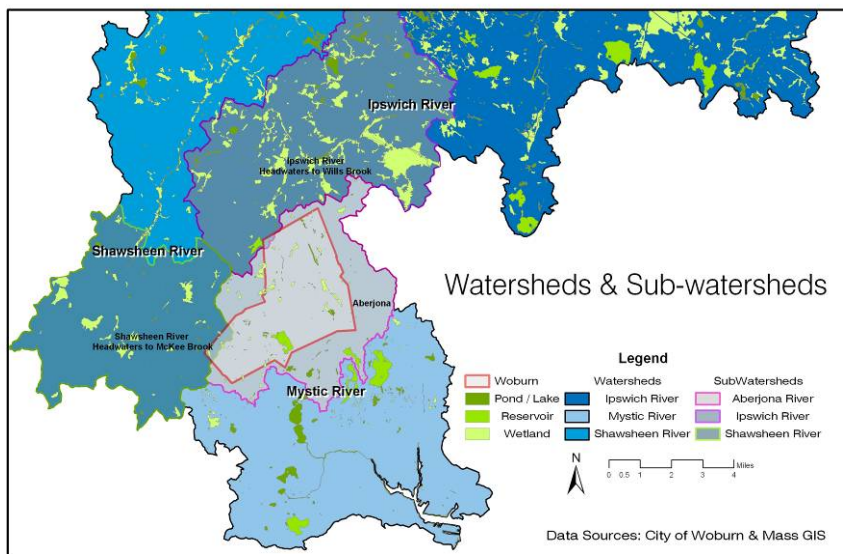 Ipswich River
Ipswich River
Headwaters to Wills Brook
Shawsheen River
Aberjona
Shawsheen River
Headwaters to McKee Brook
Mystic River
Watersheds & Sub-watersheds
Legend
Woburn
Pond / Lake
Reservoir
Wetland
Watersheds
Ipswich River
Mystic River
Shawsheen River
SubWatersheds
Aberjona River
Ipswich River
Shawsheen River
N
0 0.5 1 2 3 4 Miles
Data Sources: City of Woburn & Mass GIS